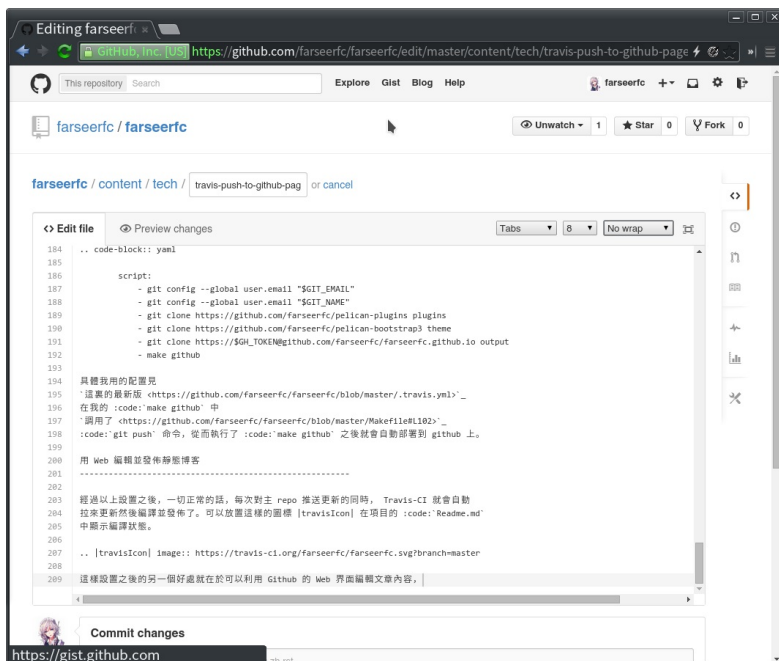 Editing farseerfc
GitHub, Inc. [US] https://github.com/farseerfc/farseerfc/edit/master/content/tech/travis-push-to-github-page
This repository Search Explore Gist Blog Help farseerfc
farseerfc / farseerfc Unwatch 1 Star 0 Fork 0
farseerfc / content / tech / travis-push-to-github-pag or cancel
<> Edit file Preview changes Tabs 8 No wrap
184 .. code-block:: yaml
185
186 script:
187 - git config --global user.email "$GIT_EMAIL"
188 - git config --global user.email "$GIT_NAME"
189 - git clone https://github.com/farseerfc/pelican-plugins plugins
190 - git clone https://github.com/farseerfc/pelican-bootstrap3 theme
191 - git clone https://$GH_TOKEN@github.com/farseerfc/farseerfc.github.io output
192 - make github
193
194 具體我用的配置見
195 `這裏的最新版 <https://github.com/farseerfc/farseerfc/blob/master/.travis.yml>`_
196 在我的 :code:`make github` 中
197 `調用了 <https://github.com/farseerfc/farseerfc/blob/master/Makefile#L102>`_
198 :code:`git push` 命令，從而執行了 :code:`make github` 之後就會自動部署到 github 上。
199
200 用 Web 編輯並發佈靜態博客
201 --------------------------------------------------------
202
203 經過以上設置之後，一切正常的話，每次對主 repo 推送更新的同時， Travis-CI 就會自動
204 拉來更新然後編譯並發佈了。可以放置這樣的圖標 |travisIcon| 在項目的 :code:`Readme.md`
205 中顯示編譯狀態。
206
207 .. |travisIcon| image:: https://travis-ci.org/farseerfc/farseerfc.svg?branch=master
208
209 這樣設置之後的另一個好處就在於可以利用 Github 的 Web 界面編輯文章內容，
Commit changes
https://gist.github.com